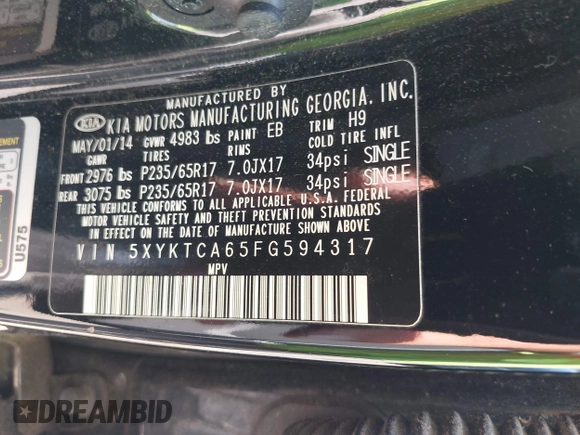 MANUFACTURED BY
KIA KIA MOTORS MANUFACTURING GEORGIA, INC.
MAY/01/14 GVWR 4983 lbs PAINT EB TRIM H9
GAWR TIRES RIMS COLD TIRE INFL
FRONT 2976 lbs P235/65R17 7.0JX17 34psi SINGLE
REAR 3075 lbs P235/65R17 7.0JX17 34psi SINGLE
THIS VEHICLE CONFORMS TO ALL APPLICABLE U.S FEDERAL
MOTOR VEHICLE SAFETY AND THEFT PREVENTION STANDARDS
IN EFFECT ON THE DATE OF MANUFACTURE SHOWN ABOVE
VIN 5XYKTCA65FG594317
MPV
U575
DREAMBID